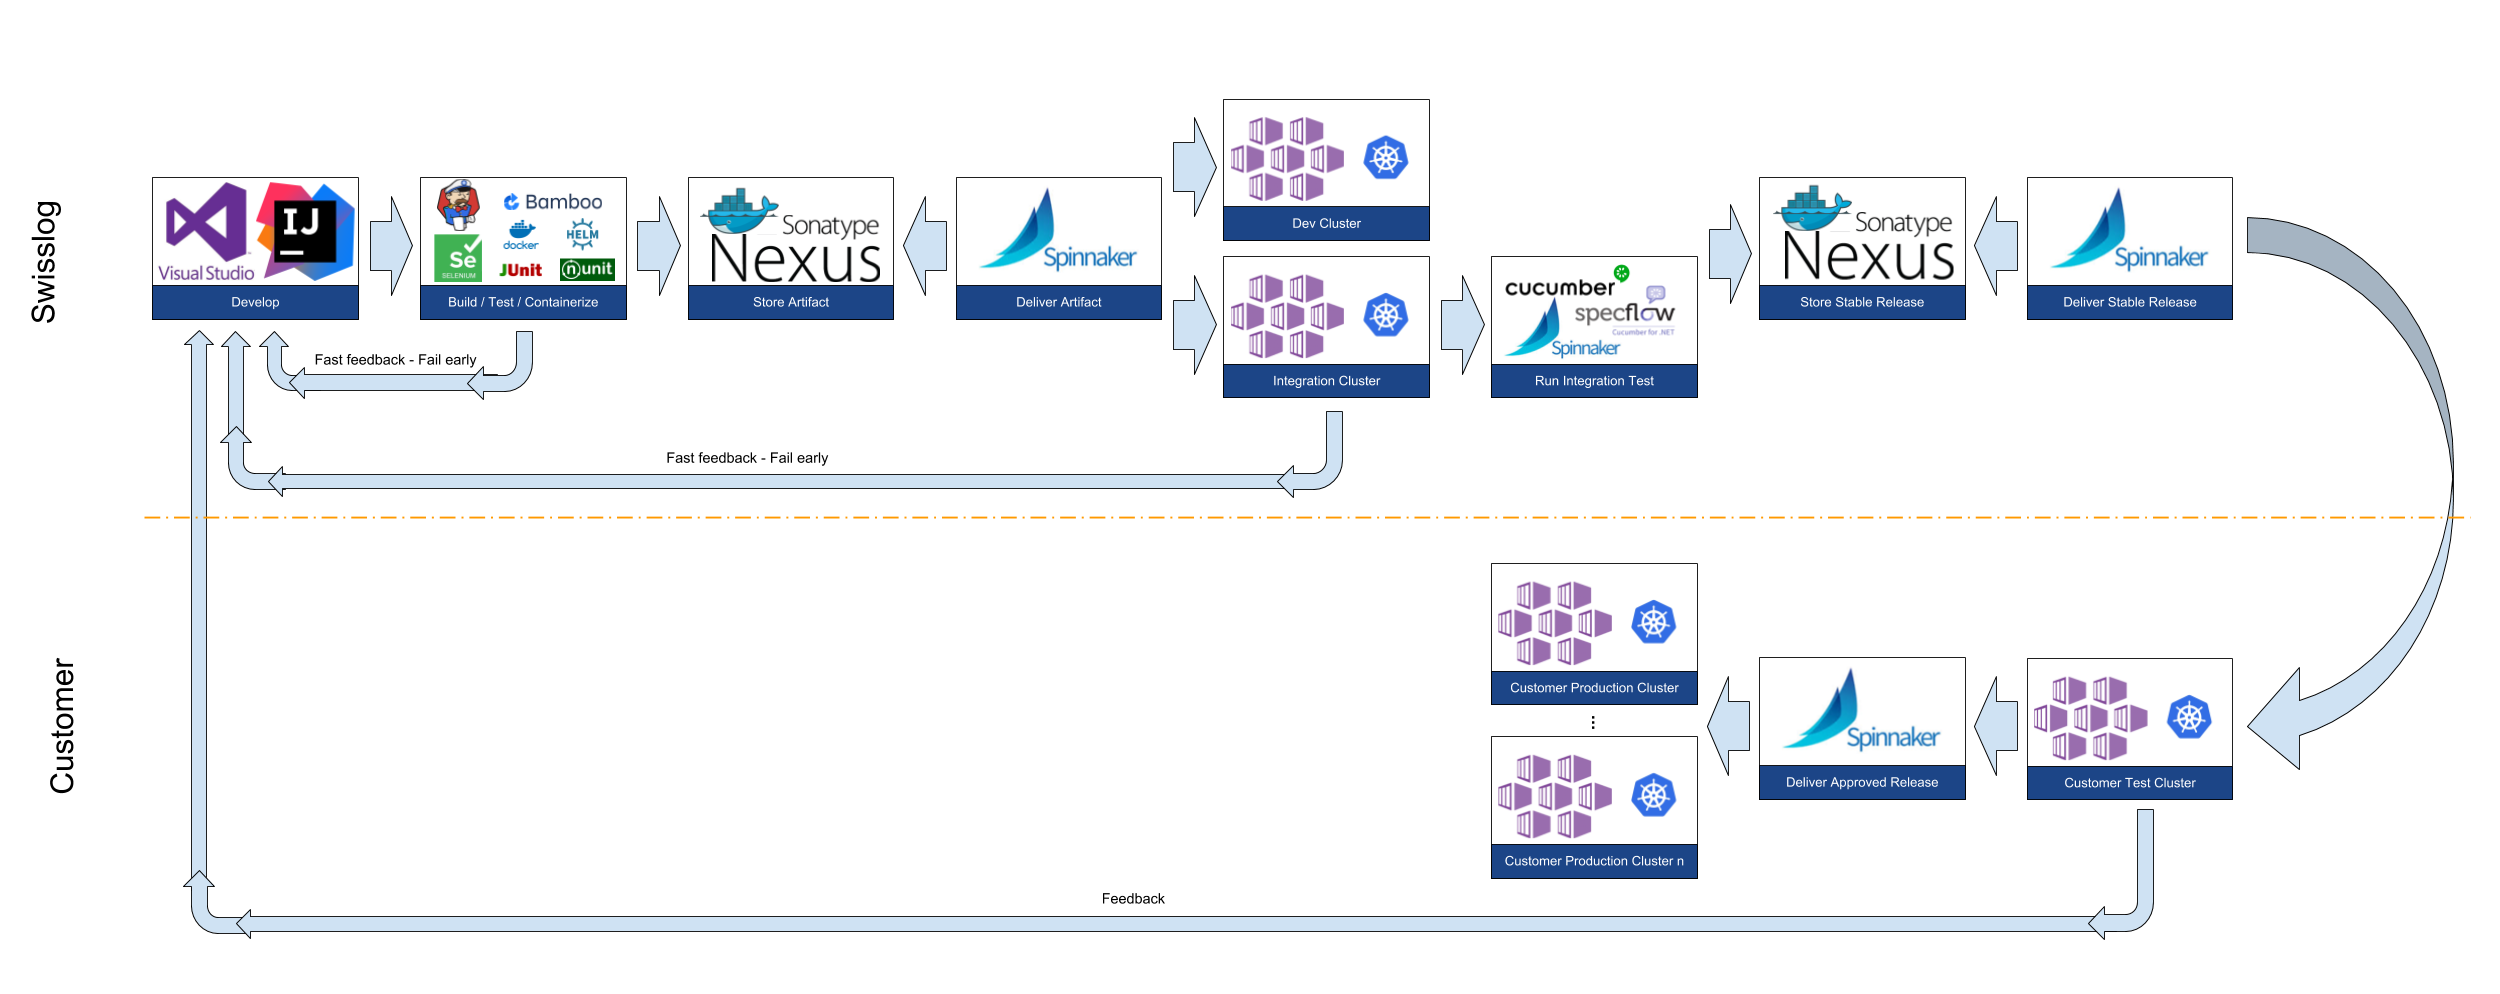 Swisslog
Visual Studio
IJ
Develop
Bamboo
docker
HELM
Se
SELENIUM
JUnit
nunit
Build / Test / Containerize
Sonatype
Nexus
Store Artifact
Spinnaker
Deliver Artifact
Dev Cluster
Integration Cluster
cucumber
specflow
Cucumber for .NET
Spinnaker
Run Integration Test
Sonatype
Nexus
Store Stable Release
Spinnaker
Deliver Stable Release
Fast feedback - Fail early
Fast feedback - Fail early
Customer
Customer Production Cluster
...
Customer Production Cluster n
Spinnaker
Deliver Approved Release
Customer Test Cluster
Feedback